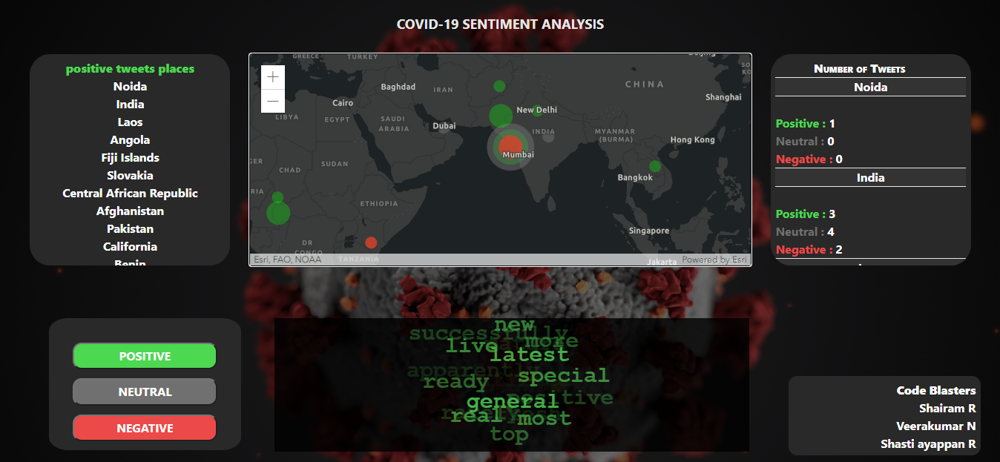 COVID-19 SENTIMENT ANALYSIS
positive tweets places
Noida
India
Laos
Angola
Fiji Islands
Slovakia
Central African Republic
Afghanistan
Pakistan
California
Benin
+
−
GREECE
TURKEY
Beijing
Baghdad
IRAN
CHINA
Cairo
Shanghai
LIBYA
EGYPT
SAUDI
ARABIA
Dubai
New Delhi
INDIA
MYANMAR
(BURMA)
Hong Kong
Mumbai
SUDAN
CHAD
Bangkok
ETHIOPIA
Singapore
DR
CONGO
TANZANIA
Jakarta
Esri, FAO, NOAA
Powered by Esri
NUMBER OF TWEETS
Noida
Positive : 1
Neutral : 0
Negative : 0
India
Positive : 3
Neutral : 4
Negative : 2
POSITIVE
NEUTRAL
NEGATIVE
new
successfully
live
more
latest
apparently
special
ready
positive
general
real
most
top
Code Blasters
Shairam R
Veerakumar N
Shasti ayappan R